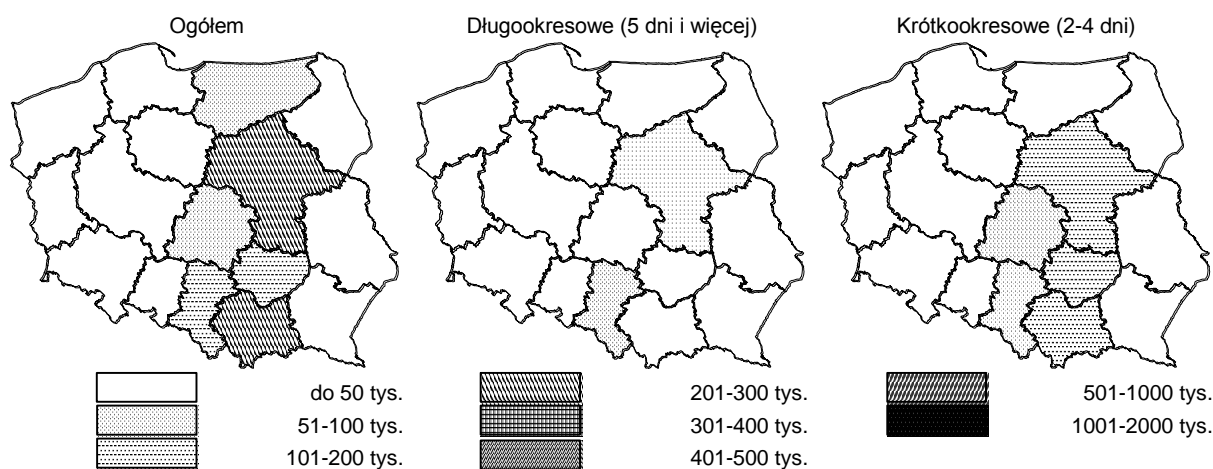 Ogółem
Długookresowe (5 dni i więcej)
Krótkookresowe (2-4 dni)
do 50 tys.
51-100 tys.
101-200 tys.
201-300 tys.
301-400 tys.
401-500 tys.
501-1000 tys.
1001-2000 tys.